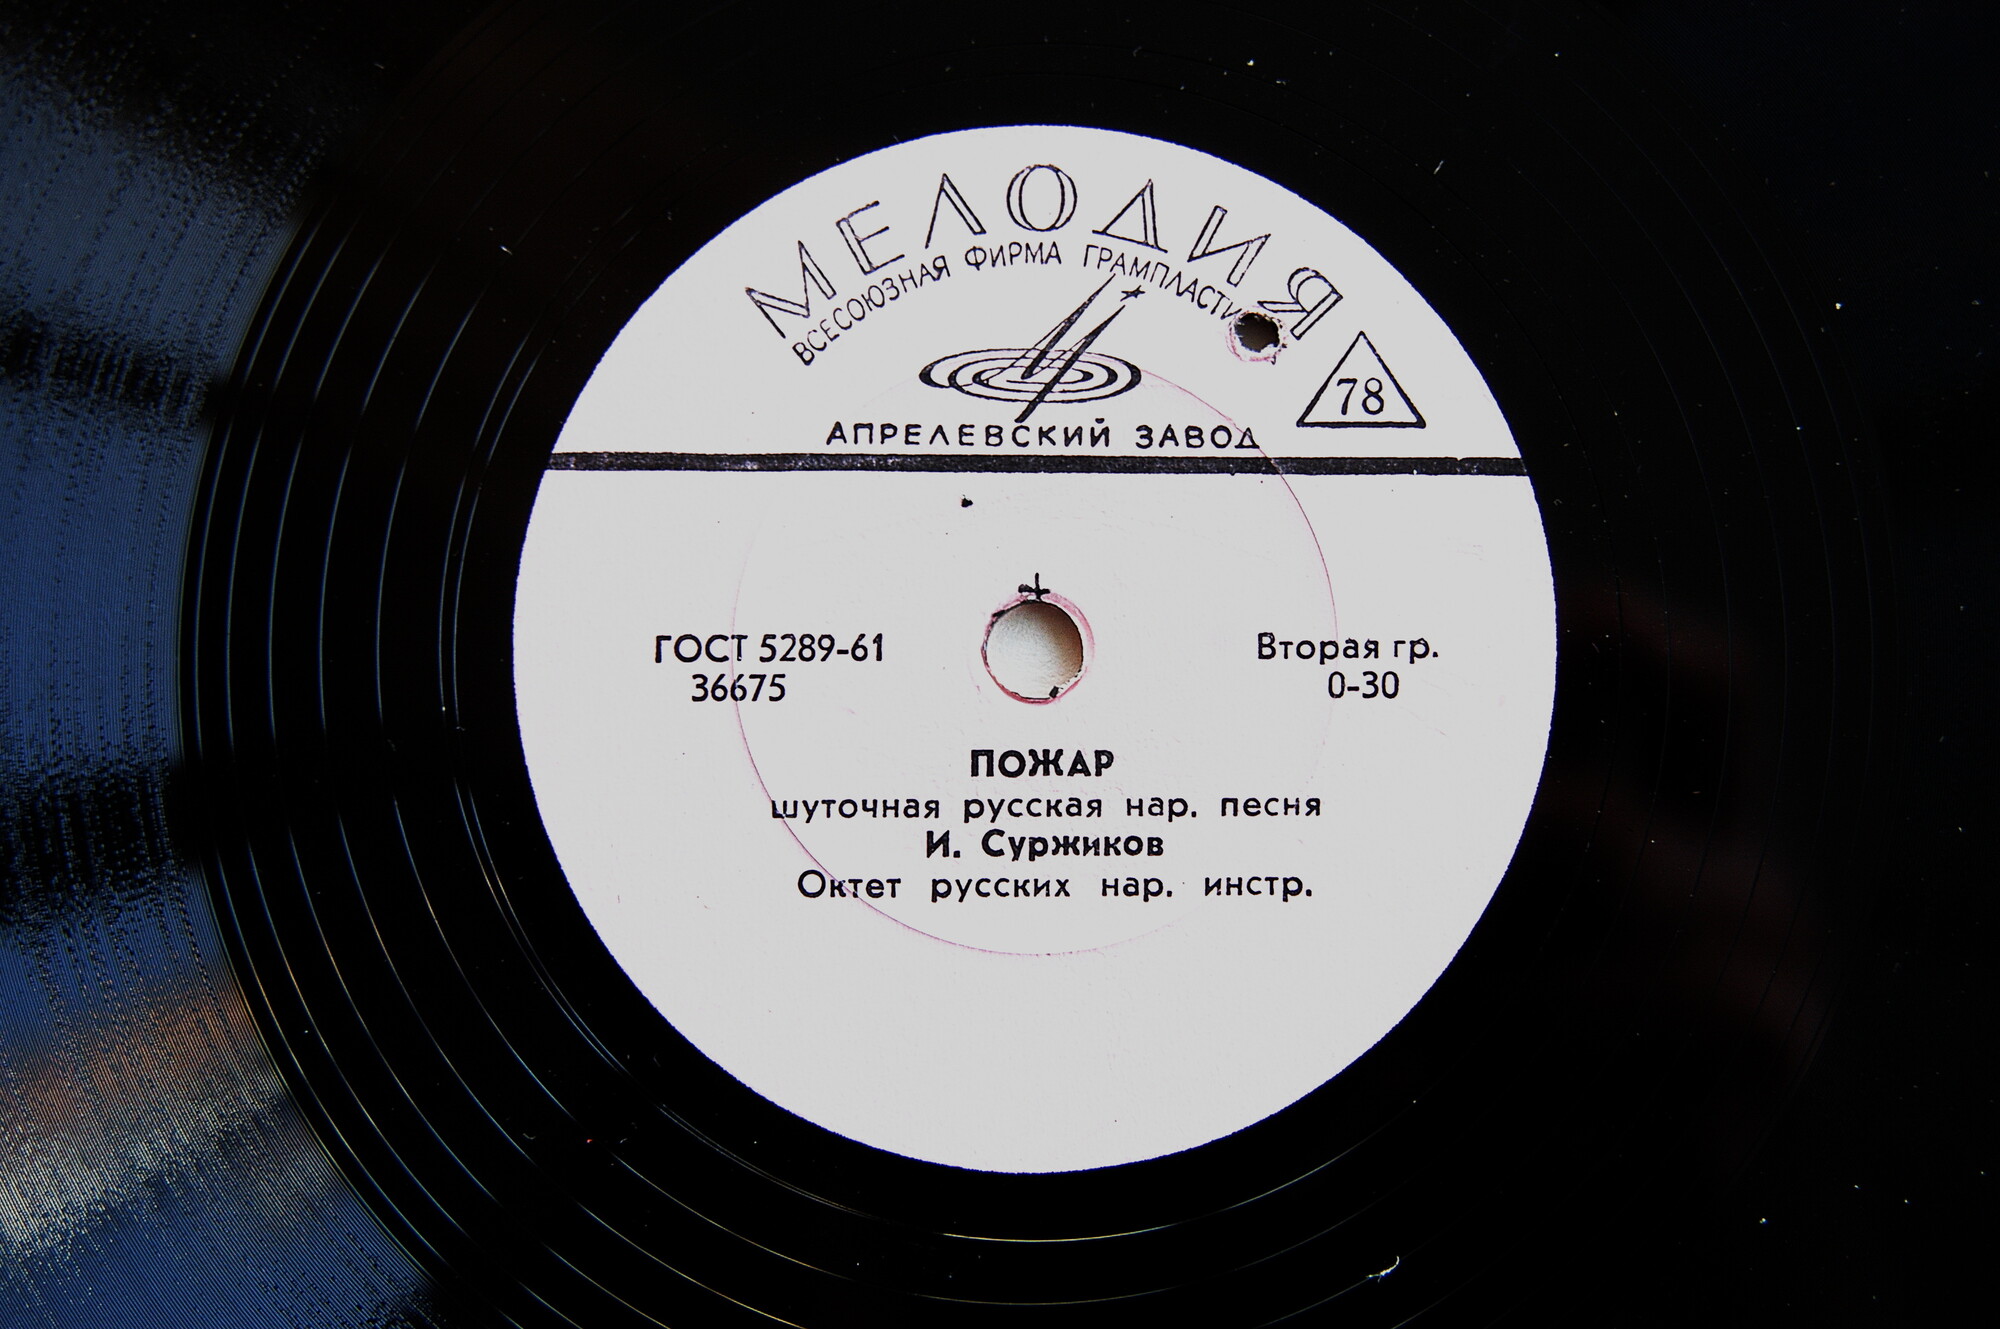 МЕЛОДИЯ
ВСЕСОЮЗНАЯ ФИРМА
78
АПРЕЛЕВСКИЙ ЗАВОД
ГОСТ 5289-61
36675
Вторая гр.
0-30
ПОЖАР
шуточная русская нар. песня
И. Суржиков
Октет русских нар. инстр.